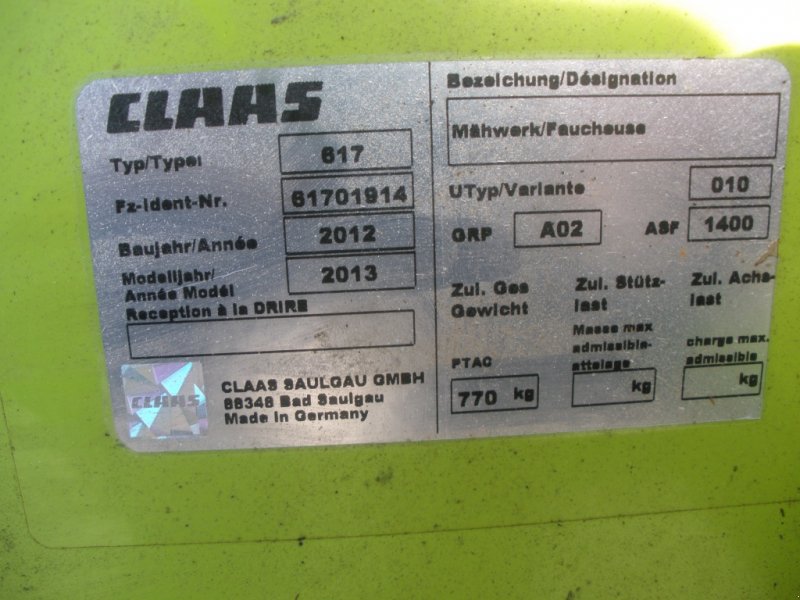 CLAAS
Typ/Type: 617
Fz-Ident-Nr. 61701914
Baujahr/Année 2012
Modelljahr/
Année Modél 2013
Reception à la DRIRE
CLAAS
CLAAS SAULGAU GMBH
88348 Bad Saulgau
Made in Germany
Bezeichung/Désignation
Mähwerk/Faucheuse
UTyp/Variante 010
GRP A02 ASF 1400
Zul. Ges
Gewicht
PTAC
770 kg
Zul. Stütz-
last
Masse max
admissible-
attelage
kg
Zul. Achs-
last
charge max.
admissible
kg